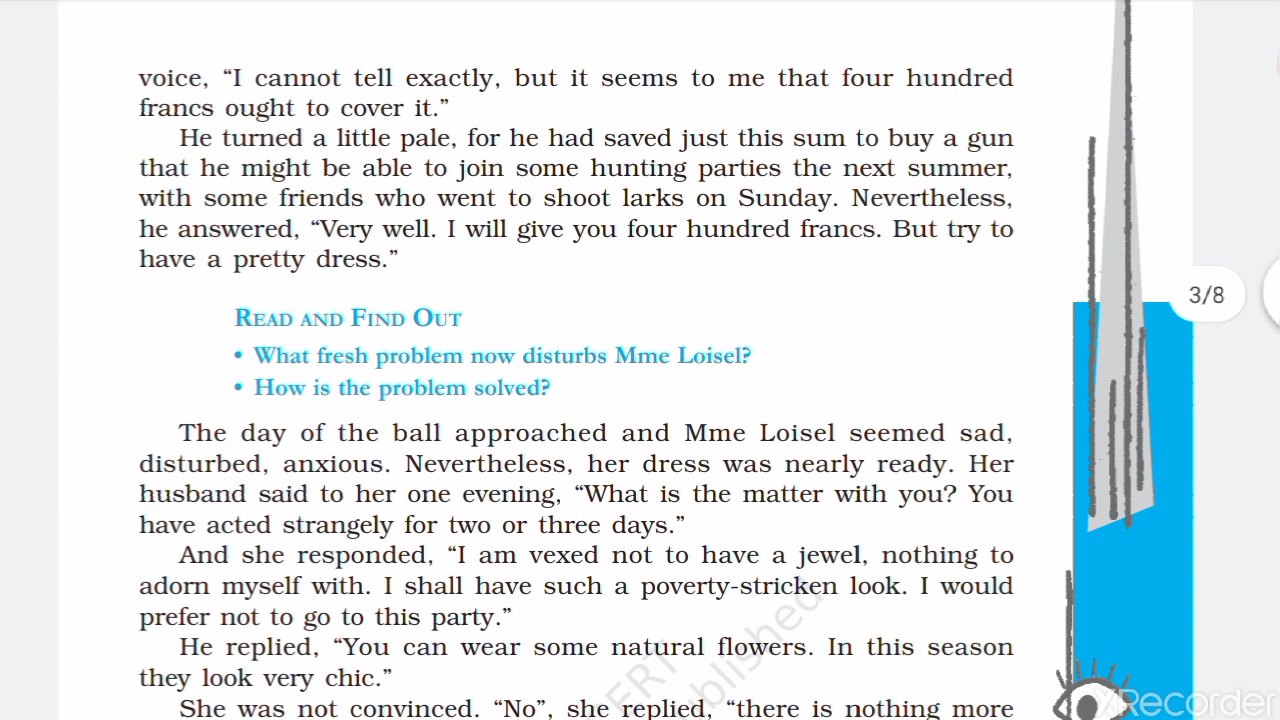 voice, “I cannot tell exactly, but it seems to me that four hundred
francs ought to cover it.”
He turned a little pale, for he had saved just this sum to buy a gun
that he might be able to join some hunting parties the next summer,
with some friends who went to shoot larks on Sunday. Nevertheless,
he answered, “Very well. I will give you four hundred francs. But try to
have a pretty dress.”
3/8
READ AND FIND OUT
• What fresh problem now disturbs Mme Loisel?
• How is the problem solved?
The day of the ball approached and Mme Loisel seemed sad,
disturbed, anxious. Nevertheless, her dress was nearly ready. Her
husband said to her one evening, “What is the matter with you? You
have acted strangely for two or three days.”
And she responded, “I am vexed not to have a jewel, nothing to
adorn myself with. I shall have such a poverty-stricken look. I would
prefer not to go to this party.”
He replied, “You can wear some natural flowers. In this season
they look very chic.”
She was not convinced. “No”, she replied, “there is nothing more
XRecorder